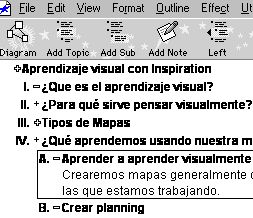 File Edit View Format Outline Effect Ut
Diagram Add Topic Add Sub Add Note Left
Aprendizaje visual con Inspiration
I. ¿Que es el aprendizaje visual?
II. + ¿Para qué sirve pensar visualmente?
III. Tipos de Mapas
IV. + ¿Qué aprendemos usando nuestra m
A. Aprender a aprender visualmente
Crearemos mapas generalmente c
las que estamos trabajando.
B. Crear planning